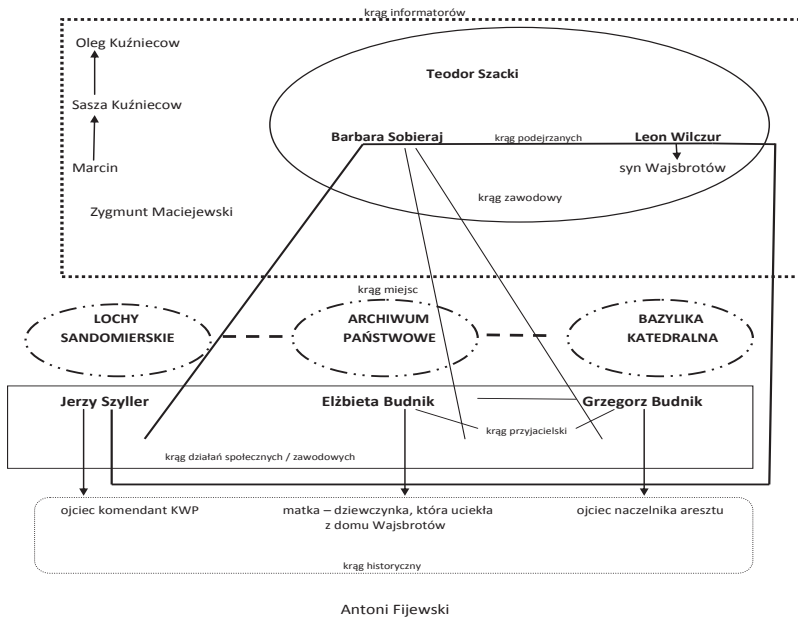 krąg informatorów
Oleg Kuźniecow
Teodor Szacki
Sasza Kuźniecow
Barbara Sobieraj
krąg podejrzanych
Leon Wilczur
Marcin
syn Wajsbrotów
krąg zawodowy
Zygmunt Maciejewski
krąg miejsc
LOCHY
SANDOMIERSKIE
ARCHIWUM
PAŃSTWOWE
BAZYLIKA
KATEDRALNA
Jerzy Szyller
Elżbieta Budnik
Grzegorz Budnik
krąg przyjacielski
krąg działań społecznych / zawodowych
ojciec komendant KWP
matka – dziewczynka, która uciekła
z domu Wajsbrotów
ojciec naczelnika aresztu
krąg historyczny
Antoni Fijewski